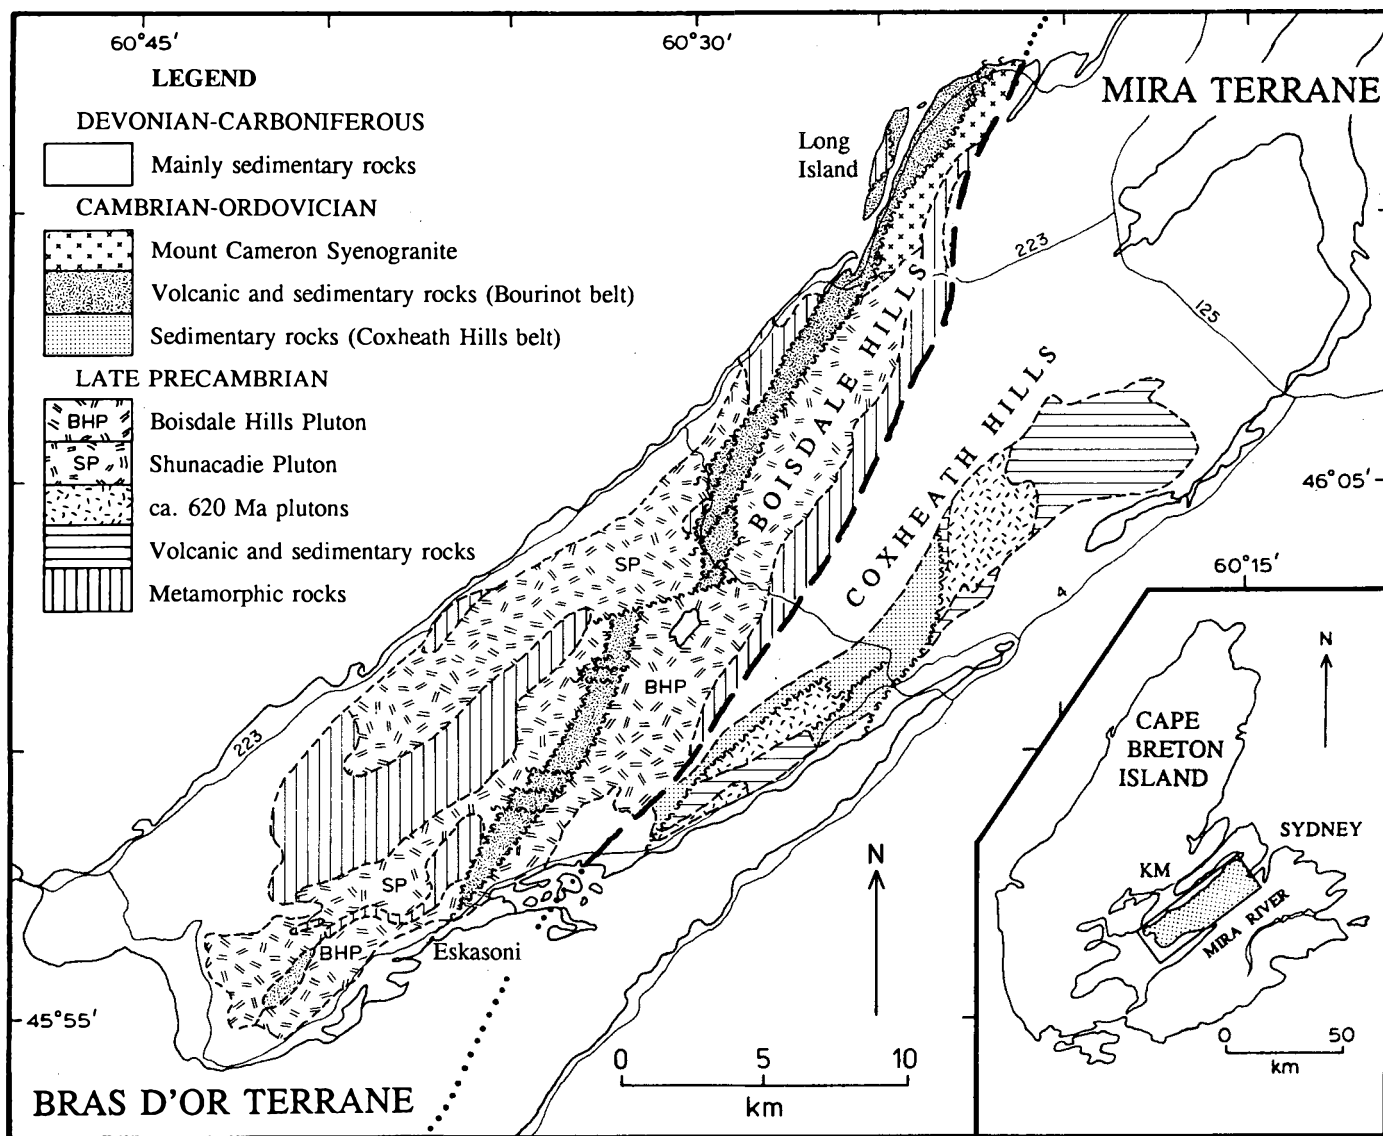 60°45'
60°30'
LEGEND
DEVONIAN-CARBONIFEROUS
Mainly sedimentary rocks
CAMBRIAN-ORDOVICIAN
Mount Cameron Syenogranite
Volcanic and sedimentary rocks (Bourinot belt)
Sedimentary rocks (Coxheath Hills belt)
LATE PRECAMBRIAN
BHP Boisdale Hills Pluton
SP Shunacadie Pluton
ca. 620 Ma plutons
Volcanic and sedimentary rocks
Metamorphic rocks
MIRA TERRANE
Long
Island
223
125
BOISDALE HILLS
COXHEATH HILLS
46°05'
60°15'
4
SP
BHP
223
SP
BHP
Eskasoni
45°55'
BRAS D'OR TERRANE
N
0 5 10
km
N
CAPE
BRETON
ISLAND
SYDNEY
KM
MIRA RIVER
0 50
km